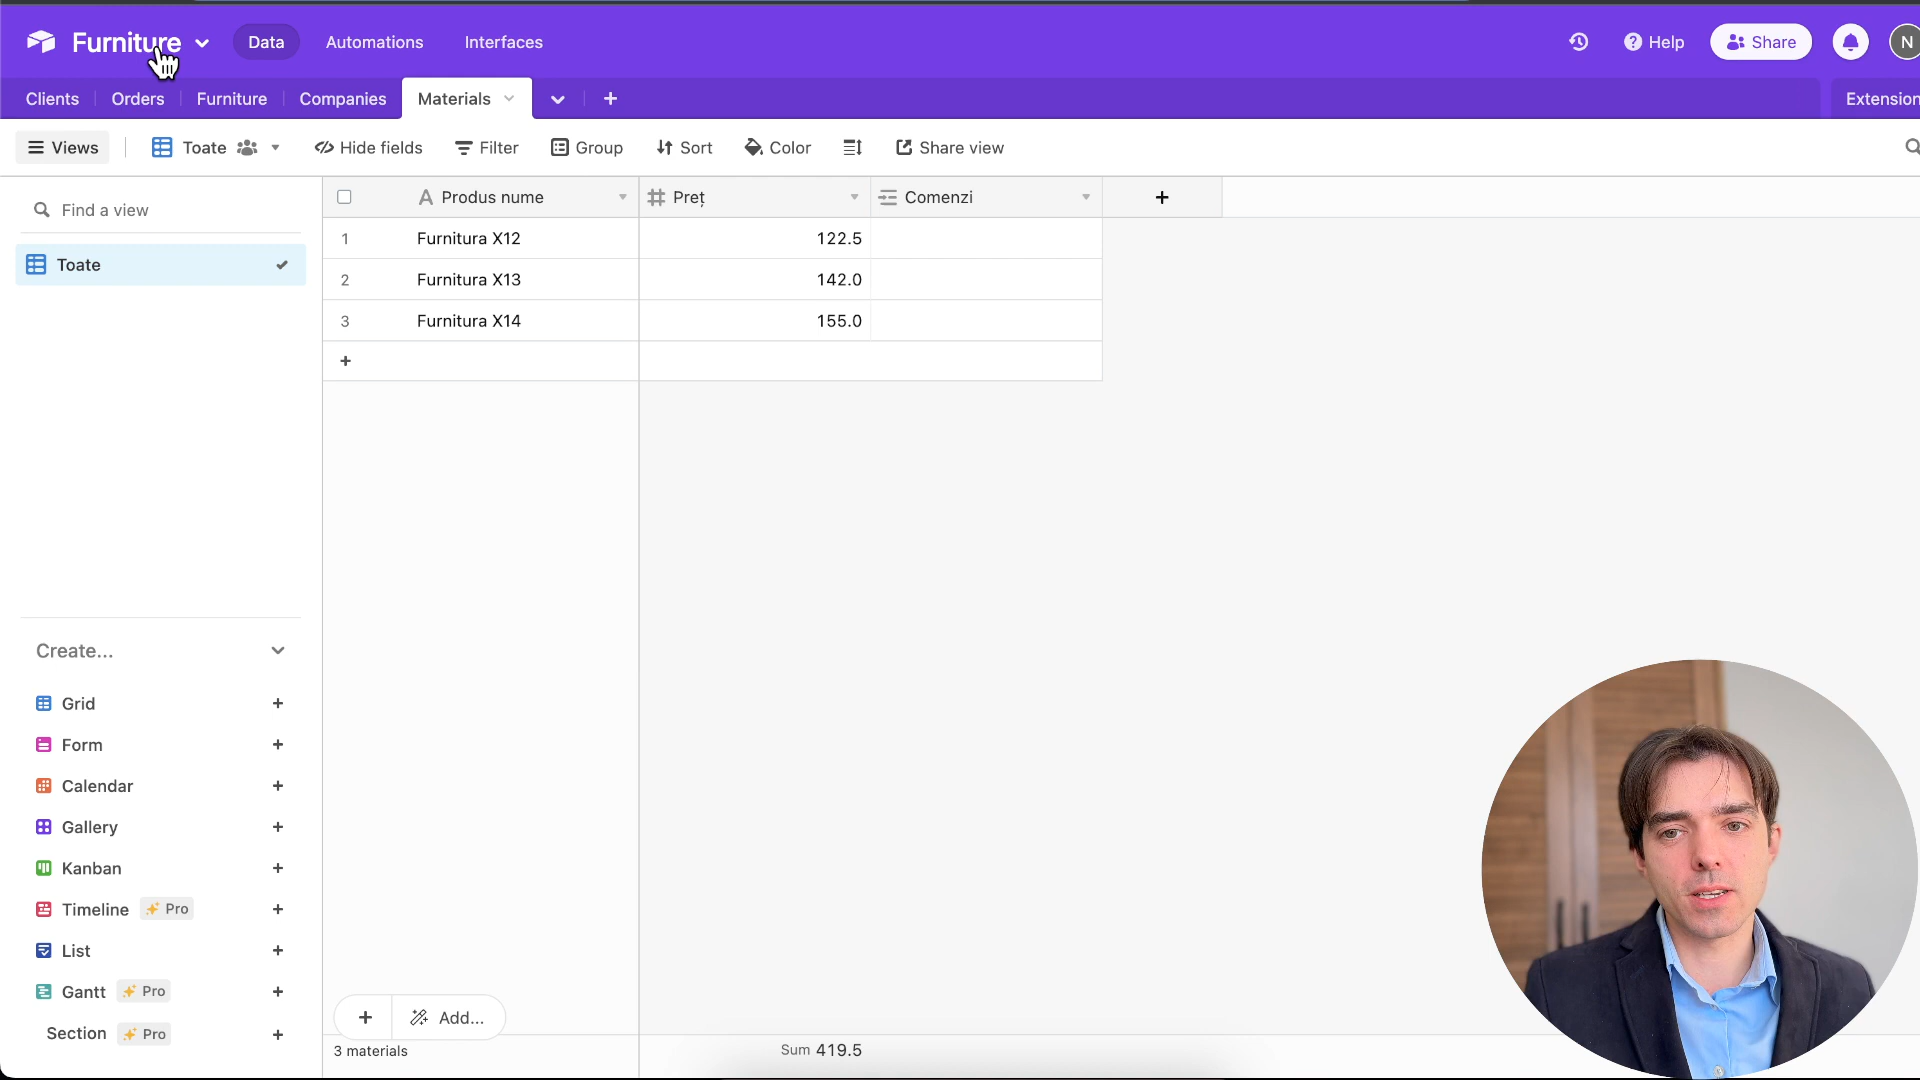 Furniture
Data
Automations
Interfaces
Help
Share
N
Clients
Orders
Furniture
Companies
Materials
Extension
Views
Toate
Hide fields
Filter
Group
Sort
Color
Share view
Find a view
Toate
Produs nume
Preț
Comenzi
1 Furnitura X12 122.5
2 Furnitura X13 142.0
3 Furnitura X14 155.0
Create...
Grid
Form
Calendar
Gallery
Kanban
Timeline Pro
List
Gantt Pro
Section Pro
Add...
3 materials
Sum 419.5